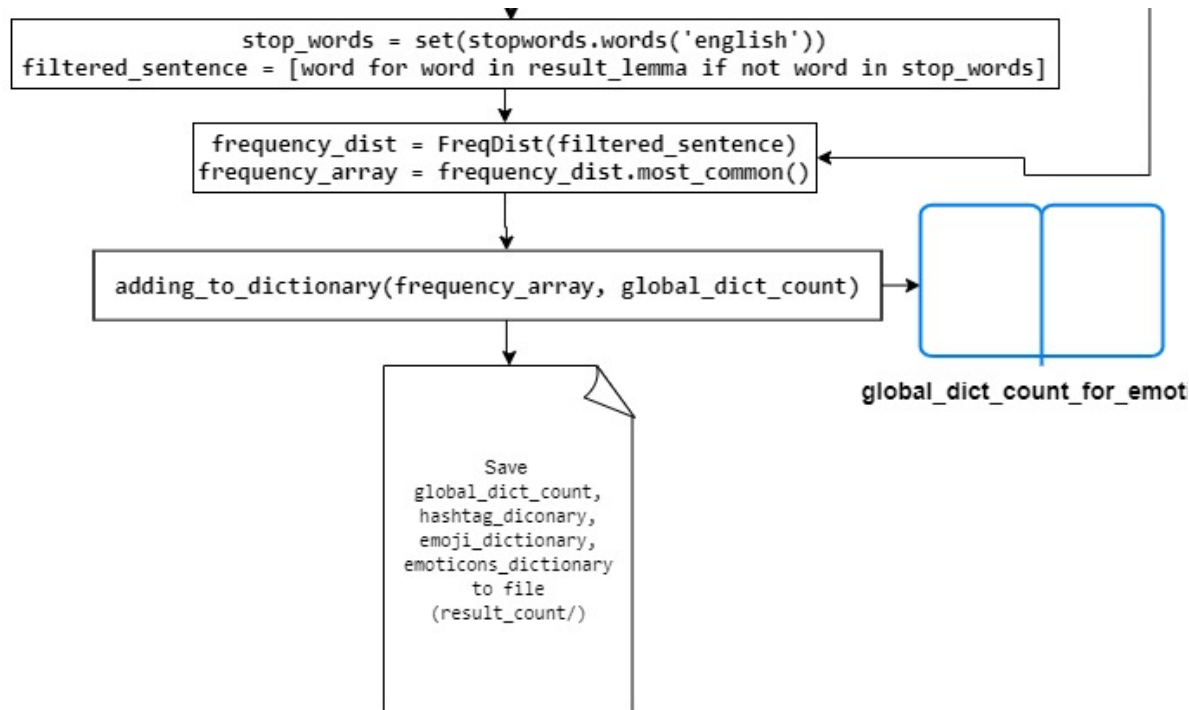 stop_words = set(stopwords.words('english'))
filtered_sentence = [word for word in result_lemma if not word in stop_words]
frequency_dist = FreqDist(filtered_sentence)
frequency_array = frequency_dist.most_common()
adding_to_dictionary(frequency_array, global_dict_count)
global_dict_count_for_emoti
Save
global_dict_count,
hashtag_diconary,
emoji_dictionary,
emoticons_dictionary
to file
(result_count/)